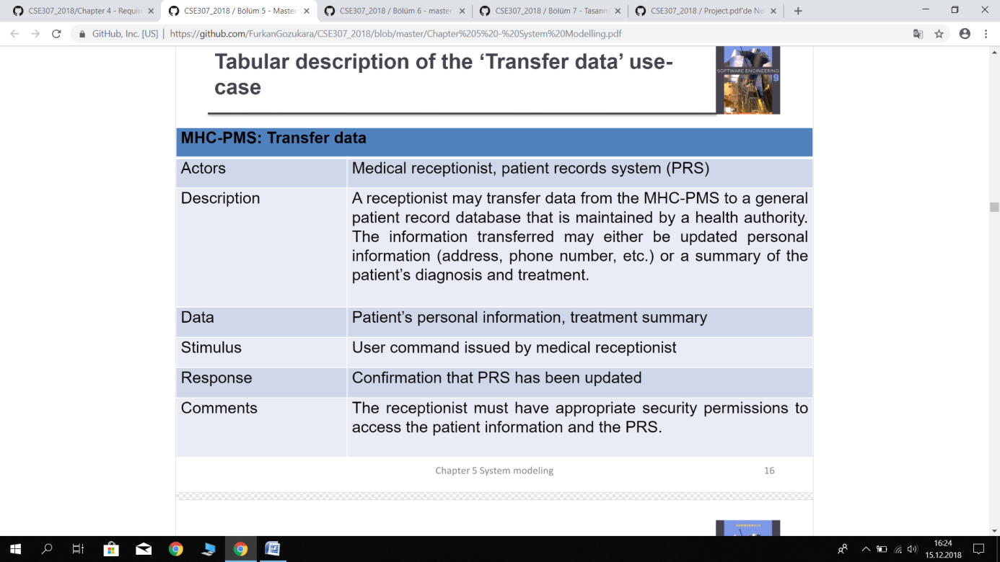 CSE307_2018/Chapter 4 - Requir
CSE307_2018 / Bölüm 5 - Master
CSE307_2018 / Bölüm 6 - master
CSE307_2018 / Bölüm 7 - Tasarım
CSE307_2018 / Project.pdf'de Ne
GitHub, Inc. [US] | https://github.com/FurkanGozukara/CSE307_2018/blob/master/Chapter%205%20-%20System%20Modelling.pdf
Tabular description of the ‘Transfer data’ use-
case
SOFTWARE ENGINEERING
9
MHC-PMS: Transfer data
Actors
Medical receptionist, patient records system (PRS)
Description
A receptionist may transfer data from the MHC-PMS to a general
patient record database that is maintained by a health authority.
The information transferred may either be updated personal
information (address, phone number, etc.) or a summary of the
patient’s diagnosis and treatment.
Data
Patient’s personal information, treatment summary
Stimulus
User command issued by medical receptionist
Response
Confirmation that PRS has been updated
Comments
The receptionist must have appropriate security permissions to
access the patient information and the PRS.
Chapter 5 System modeling
16
16:24
15.12.2018